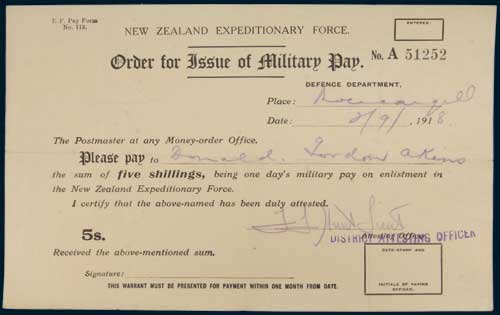 E. F. Pay Form
No. 113.
ENTERED:
NEW ZEALAND EXPEDITIONARY FORCE.
Order for Issue of Military Pay.
No. A 51252
DEFENCE DEPARTMENT,
Place: Invercargill
Date: 2/9/ 1918
The Postmaster at any Money-order Office.
Please pay to Donald Gordon Akins
the sum of five shillings, being one day's military pay on enlistment in
the New Zealand Expeditionary Force.
I certify that the above-named has been duly attested.
Attesting Officer.
DISTRICT ATTESTING OFFICER
5s.
Received the above-mentioned sum.
DATE-STAMP AND
INITIALS OF PAYING
OFFICER.
Signature:
THIS WARRANT MUST BE PRESENTED FOR PAYMENT WITHIN ONE MONTH FROM DATE.